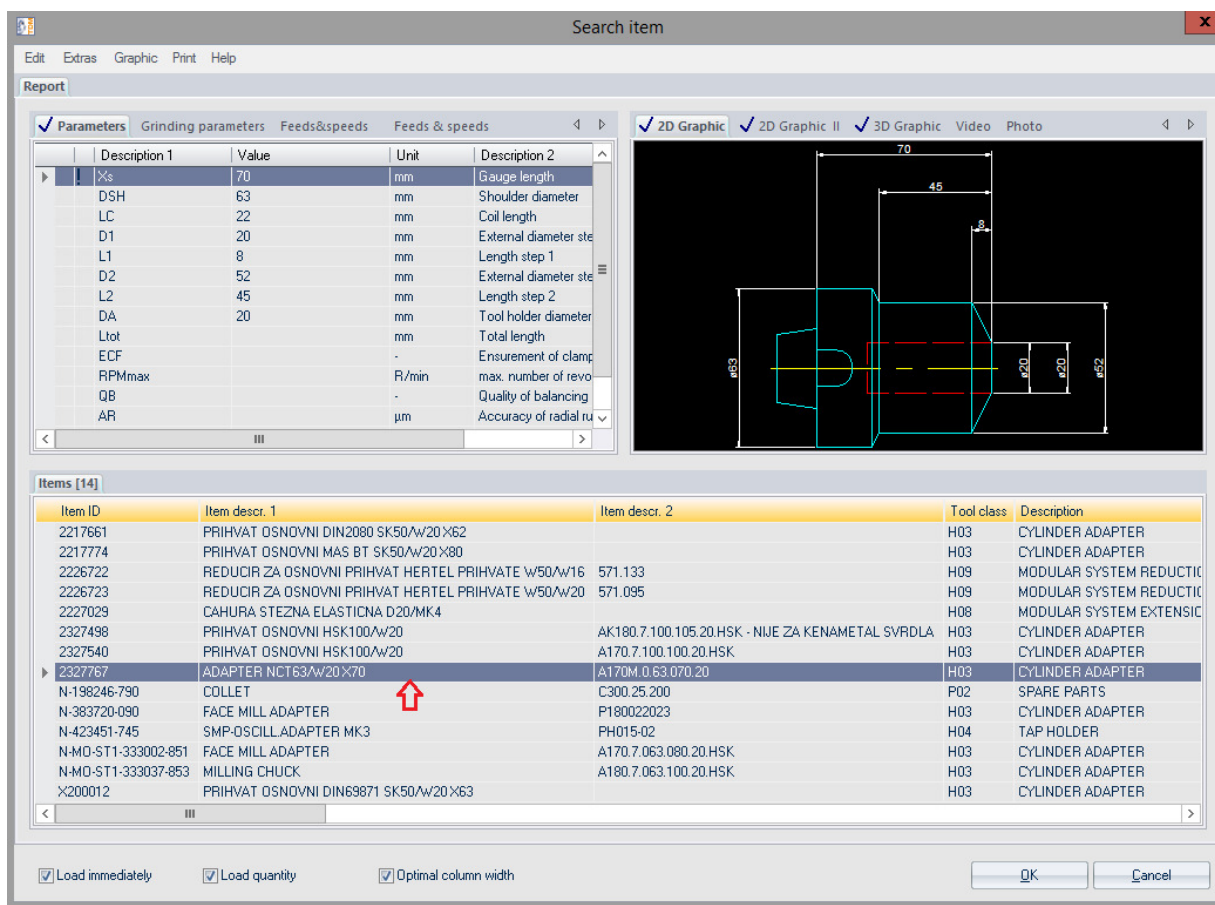 Search item
x
Edit Extras Graphic Print Help
Report
Parameters Grinding parameters Feeds&speeds Feeds & speeds
Description 1 Value Unit Description 2
! Xs 70 mm Gauge length
DSH 63 mm Shoulder diameter
LC 22 mm Coil length
D1 20 mm External diameter ste
L1 8 mm Length step 1
D2 52 mm External diameter ste
L2 45 mm Length step 2
DA 20 mm Tool holder diameter
Ltot mm Total length
ECF - Ensurement of clamp
RPMmax R/min max. number of revo
QB - Quality of balancing
AR µm Accuracy of radial ru
2D Graphic 2D Graphic II 3D Graphic Video Photo
70
45
8
ø63
ø20
ø20
ø52
Items [14]
Item ID Item descr. 1 Item descr. 2 Tool class Description
2217661 PRIHVAT OSNOVNI DIN2080 SK50/W20 X62 H03 CYLINDER ADAPTER
2217774 PRIHVAT OSNOVNI MAS BT SK50/W20 X80 H03 CYLINDER ADAPTER
2226722 REDUCIR ZA OSNOVNI PRIHVAT HERTEL PRIHVATE W50/W16 571.133 H09 MODULAR SYSTEM REDUCTIO
2226723 REDUCIR ZA OSNOVNI PRIHVAT HERTEL PRIHVATE W50/W20 571.095 H09 MODULAR SYSTEM REDUCTIO
2227029 CAHURA STEZNA ELASTICNA D20/MK4 H08 MODULAR SYSTEM EXTENSIO
2327498 PRIHVAT OSNOVNI HSK100/W20 AK180.7.100.105.20.HSK - NIJE ZA KENAMETAL SVRDLA H03 CYLINDER ADAPTER
2327540 PRIHVAT OSNOVNI HSK100/W20 A170.7.100.100.20.HSK H03 CYLINDER ADAPTER
2327767 ADAPTER NCT63/W20 X70 A170M.0.63.070.20 H03 CYLINDER ADAPTER
N-198246-790 COLLET C300.25.200 P02 SPARE PARTS
N-383720-090 FACE MILL ADAPTER P180022023 H03 CYLINDER ADAPTER
N-423451-745 SMP-OSCILL.ADAPTER MK3 PH015-02 H04 TAP HOLDER
N-MO-ST1-333002-851 FACE MILL ADAPTER A170.7.063.080.20.HSK H03 CYLINDER ADAPTER
N-MO-ST1-333037-853 MILLING CHUCK A180.7.063.100.20.HSK H03 CYLINDER ADAPTER
X200012 PRIHVAT OSNOVNI DIN69871 SK50/W20 X63 H03 CYLINDER ADAPTER
Load immediately Load quantity Optimal column width OK Cancel